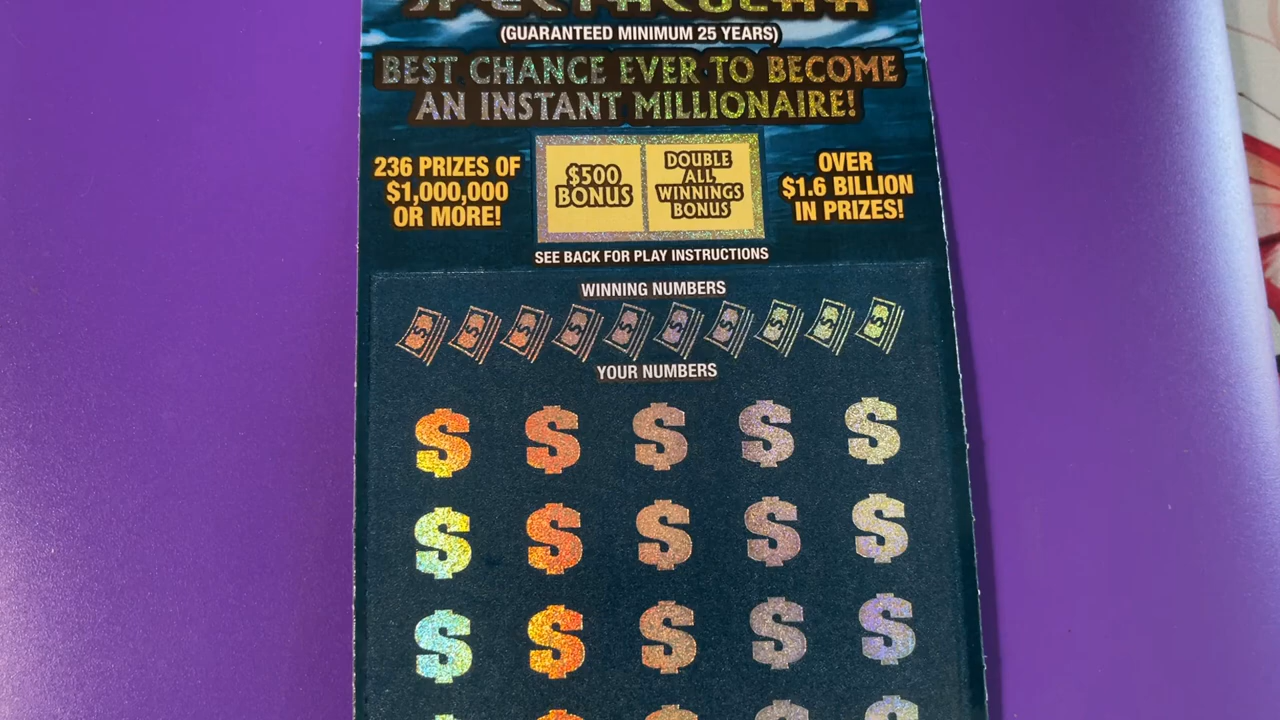 SPECTACULAR
(GUARANTEED MINIMUM 25 YEARS)
BEST CHANCE EVER TO BECOME
AN INSTANT MILLIONAIRE!
236 PRIZES OF
$1,000,000
OR MORE!
$500
BONUS
DOUBLE
ALL
WINNINGS
BONUS
OVER
$1.6 BILLION
IN PRIZES!
SEE BACK FOR PLAY INSTRUCTIONS
WINNING NUMBERS
$ $ $ $ $ $ $ $ $ $
YOUR NUMBERS
$ $ $ $ $
$ $ $ $ $
$ $ $ $ $